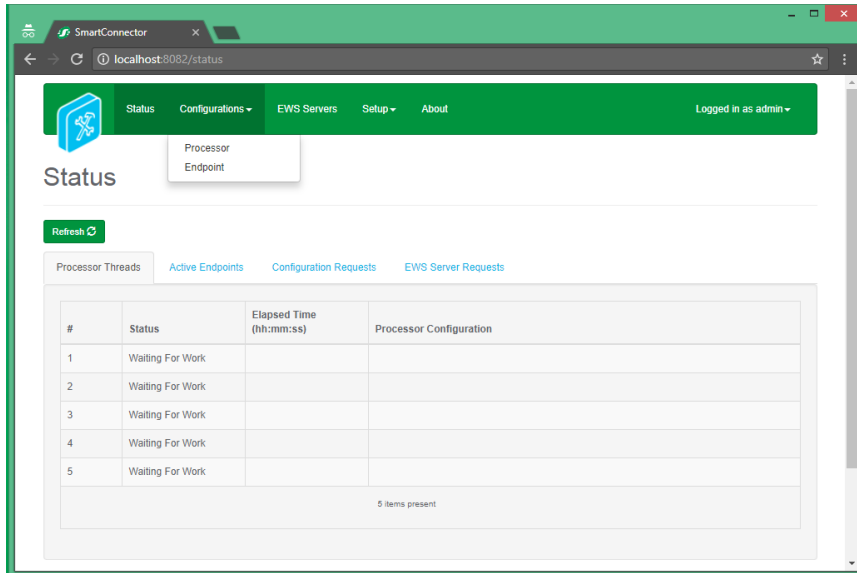 SmartConnector
localhost:8082/status
Status Configurations EWS Servers Setup About Logged in as admin
Processor
Endpoint
Status
Refresh
Processor Threads Active Endpoints Configuration Requests EWS Server Requests
# Status Elapsed Time (hh:mm:ss) Processor Configuration
1 Waiting For Work
2 Waiting For Work
3 Waiting For Work
4 Waiting For Work
5 Waiting For Work
5 items present